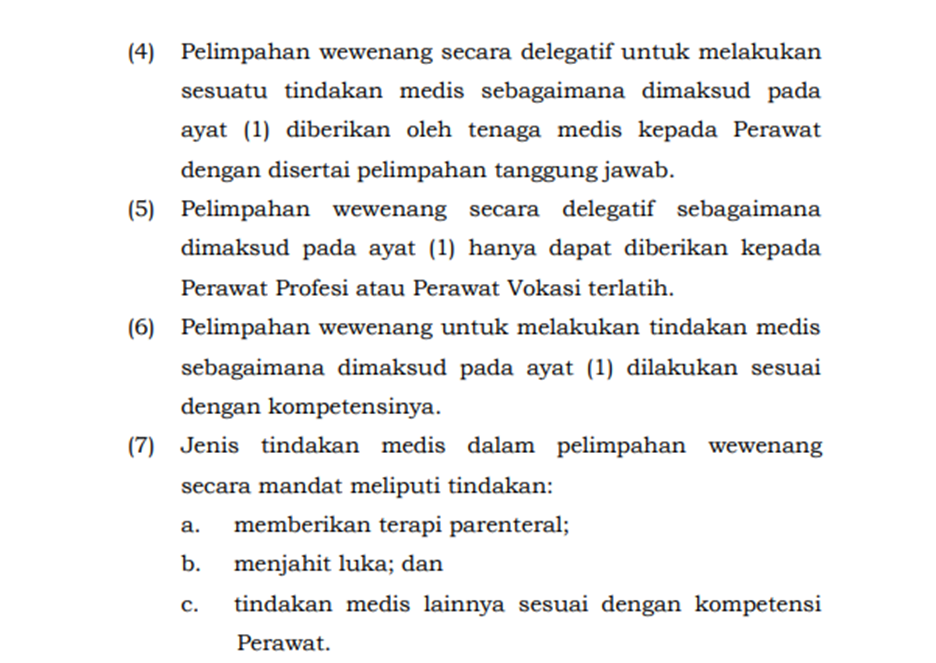 (4) Pelimpahan wewenang secara delegatif untuk melakukan
sesuatu tindakan medis sebagaimana dimaksud pada
ayat (1) diberikan oleh tenaga medis kepada Perawat
dengan disertai pelimpahan tanggung jawab.
(5) Pelimpahan wewenang secara delegatif sebagaimana
dimaksud pada ayat (1) hanya dapat diberikan kepada
Perawat Profesi atau Perawat Vokasi terlatih.
(6) Pelimpahan wewenang untuk melakukan tindakan medis
sebagaimana dimaksud pada ayat (1) dilakukan sesuai
dengan kompetensinya.
(7) Jenis tindakan medis dalam pelimpahan wewenang
secara mandat meliputi tindakan:
a. memberikan terapi parenteral;
b. menjahit luka; dan
c. tindakan medis lainnya sesuai dengan kompetensi
Perawat.